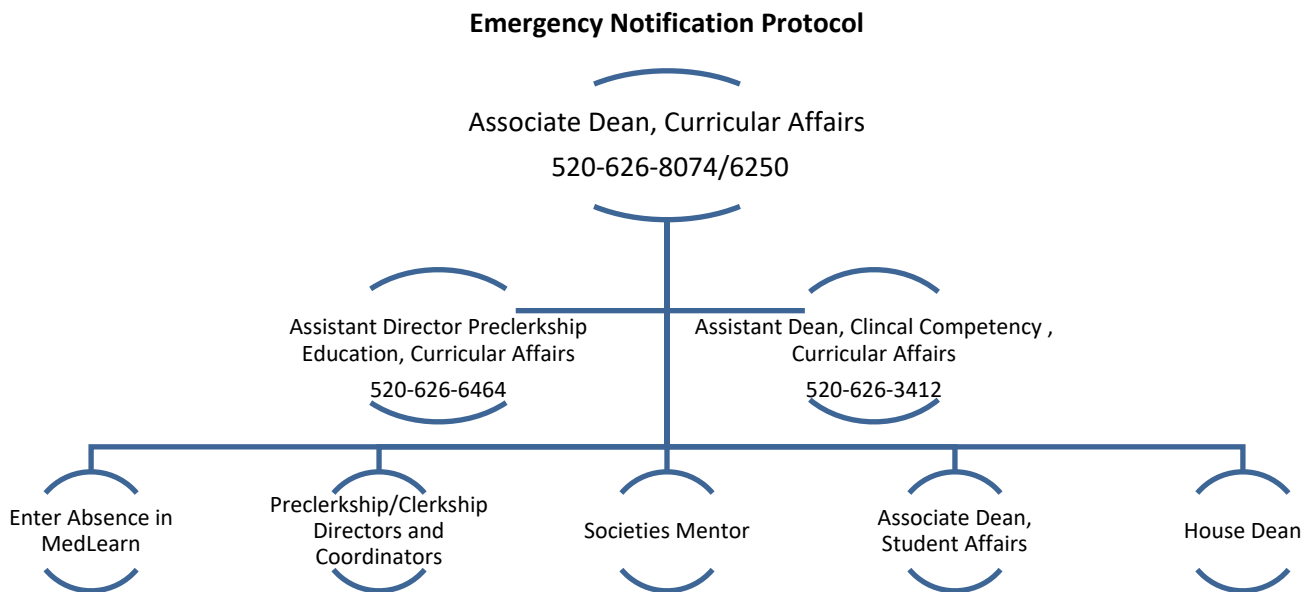 Emergency Notification Protocol
Associate Dean, Curricular Affairs
520-626-8074/6250
Assistant Director Preclerkship
Education, Curricular Affairs
520-626-6464
Assistant Dean, Clincal Competency ,
Curricular Affairs
520-626-3412
Enter Absence in
MedLearn
Preclerkship/Clerkship
Directors and
Coordinators
Societies Mentor
Associate Dean,
Student Affairs
House Dean